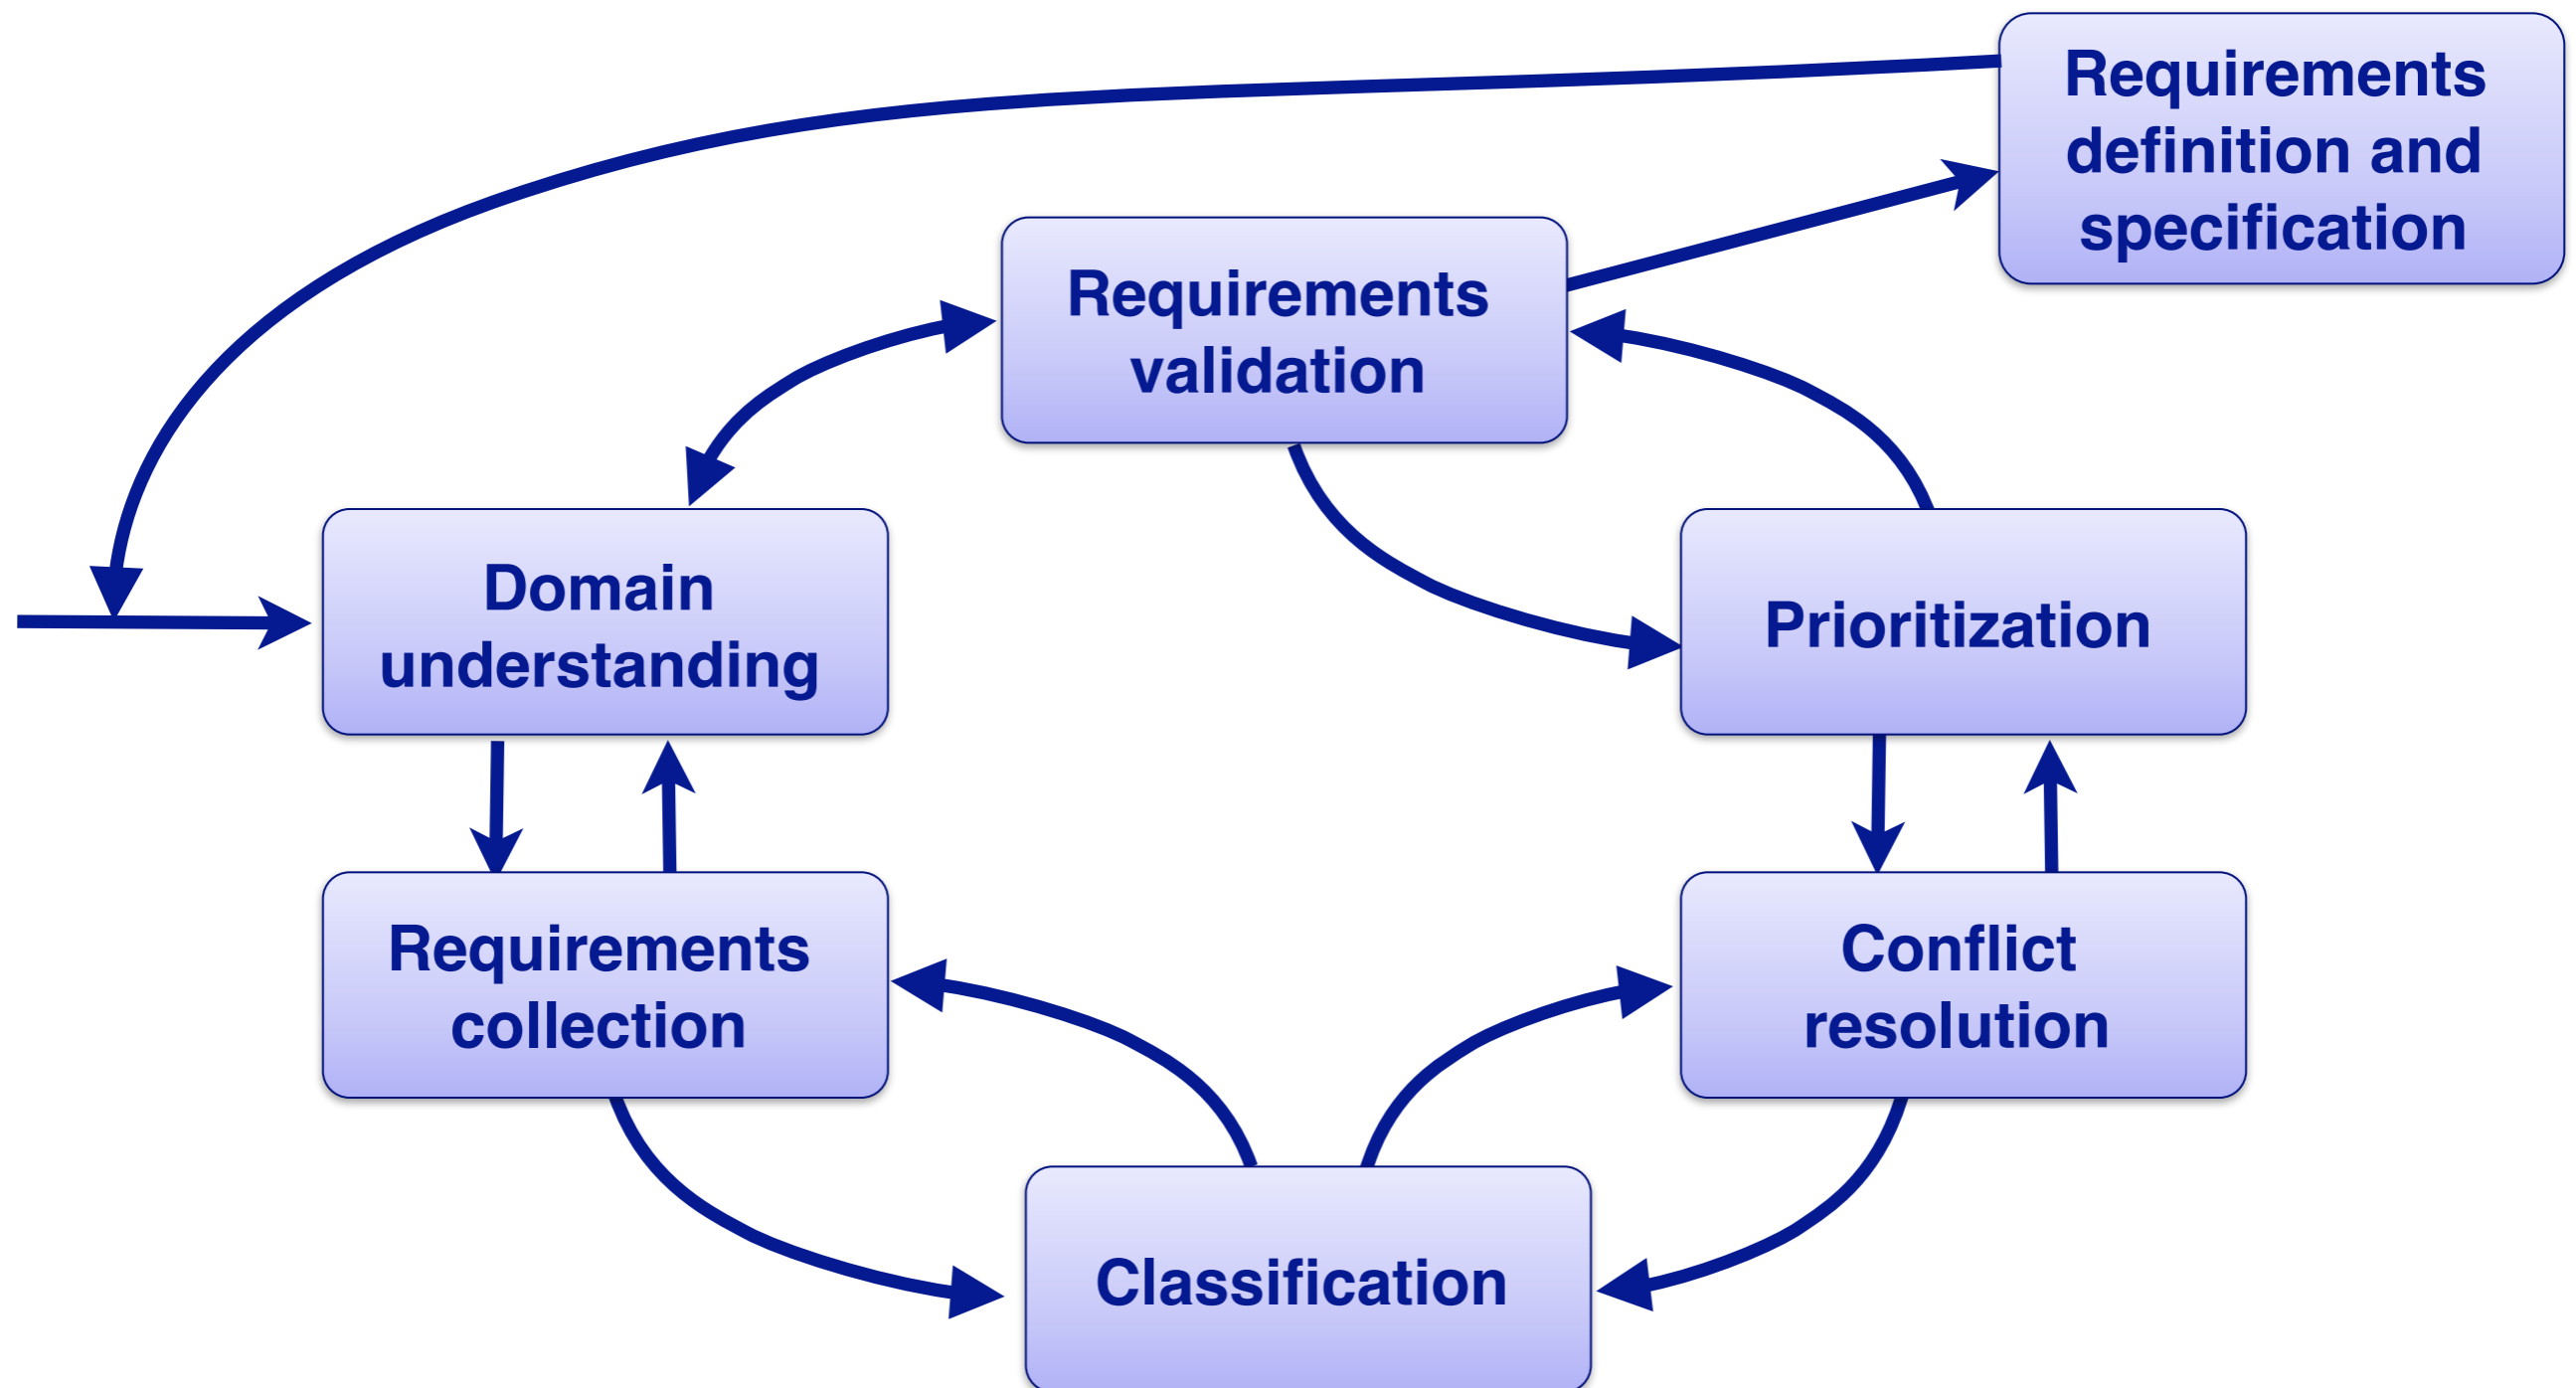 Requirements
definition and
specification
Requirements
validation
Domain
understanding
Prioritization
Requirements
collection
Conflict
resolution
Classification